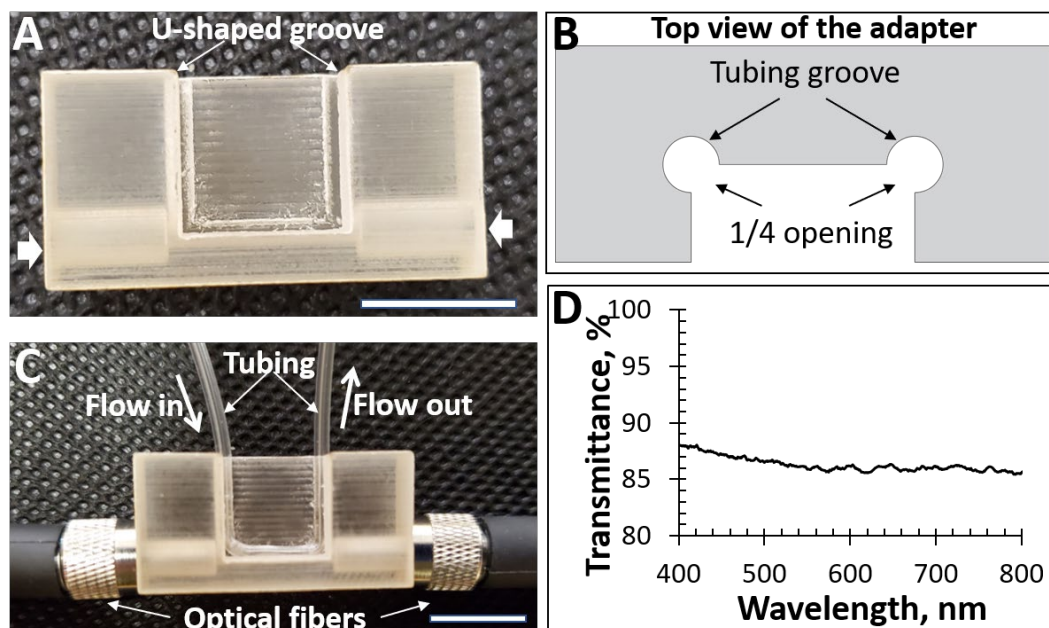 A
U-shaped groove
B
Top view of the adapter
Tubing groove
1/4 opening
C
Tubing
Flow in
Flow out
Optical fibers
D
Transmittance, %
100
95
90
85
80
400
500
600
700
800
Wavelength, nm